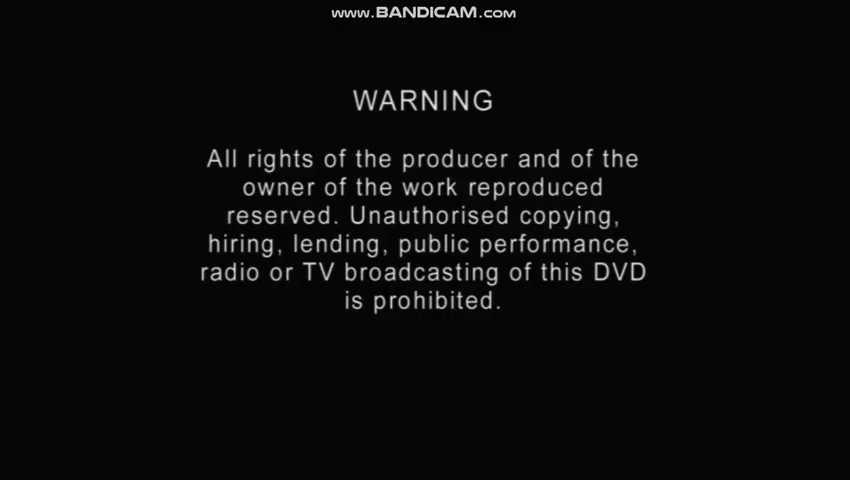 www.BANDICAM.com
WARNING
All rights of the producer and of the
owner of the work reproduced
reserved. Unauthorised copying,
hiring, lending, public performance,
radio or TV broadcasting of this DVD
is prohibited.